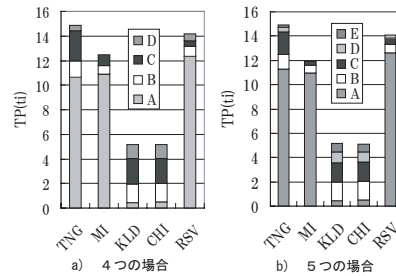 16
14
12
10
8
6
4
2
0
TP(ti)
D
C
B
A
TNG
MI
KLD
CHI
RSV
a) 4つの場合
16
14
12
10
8
6
4
2
0
TP(ti)
E
D
C
B
A
TNG
MI
KLD
CHI
RSV
b) 5つの場合